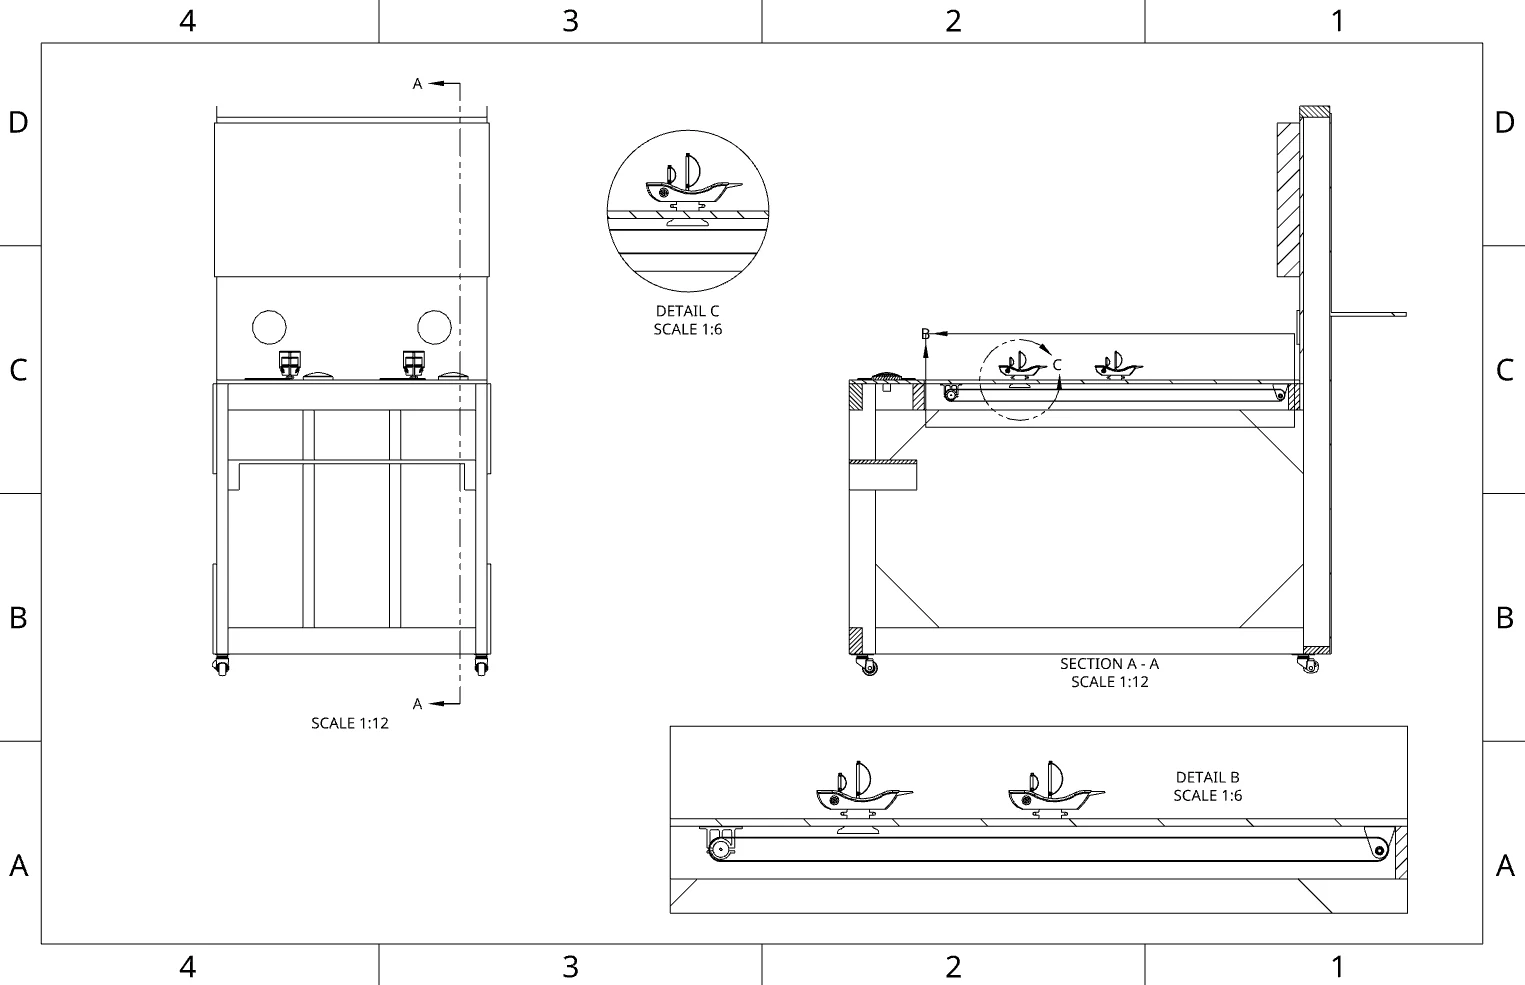 4 3 2 1
A
D D
DETAIL C
SCALE 1:6
B
C
C C
B B
SECTION A - A
SCALE 1:12
A
SCALE 1:12
DETAIL B
SCALE 1:6
A A
4 3 2 1